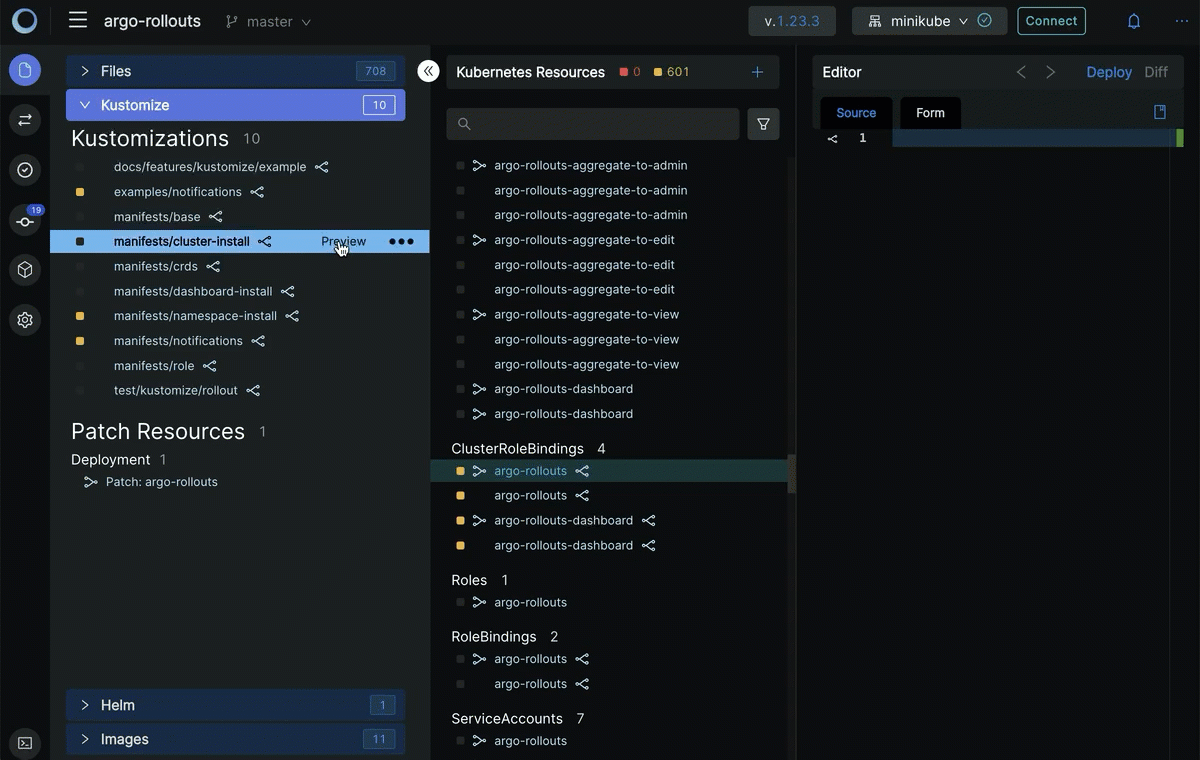 argo-rollouts master v.1.23.3 minikube Connect
Files 708
Kustomize 10
Kustomizations 10
docs/features/kustomize/example
examples/notifications
manifests/base
19
manifests/cluster-install Preview
manifests/crds
manifests/dashboard-install
manifests/namespace-install
manifests/notifications
manifests/role
test/kustomize/rollout
Patch Resources 1
Deployment 1
Patch: argo-rollouts
Helm 1
Images 11
Kubernetes Resources 0 601
argo-rollouts-aggregate-to-admin
argo-rollouts-aggregate-to-admin
argo-rollouts-aggregate-to-admin
argo-rollouts-aggregate-to-edit
argo-rollouts-aggregate-to-edit
argo-rollouts-aggregate-to-edit
argo-rollouts-aggregate-to-view
argo-rollouts-aggregate-to-view
argo-rollouts-aggregate-to-view
argo-rollouts-dashboard
argo-rollouts-dashboard
ClusterRoleBindings 4
argo-rollouts
argo-rollouts
argo-rollouts-dashboard
argo-rollouts-dashboard
Roles 1
argo-rollouts
RoleBindings 2
argo-rollouts
argo-rollouts
ServiceAccounts 7
argo-rollouts
Editor Deploy Diff
Source Form
1